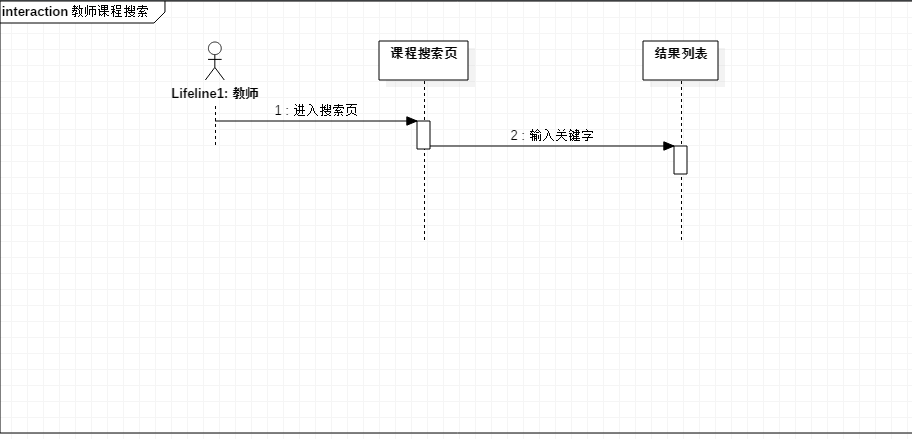 interaction 教师课程搜索
课程搜索页
结果列表
Lifeline1: 教师
1 : 进入搜索页
2 : 输入关键字